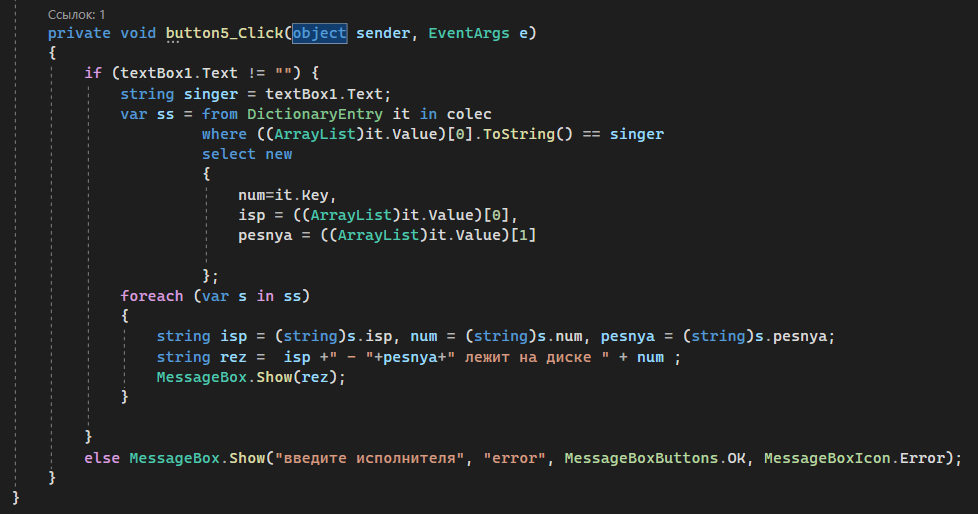 Ссылок: 1
private void button5_Click(object sender, EventArgs e)
{
if (textBox1.Text != "") {
string singer = textBox1.Text;
var ss = from DictionaryEntry it in colec
where ((ArrayList)it.Value)[0].ToString() == singer
select new
{
num=it.Key,
isp = ((ArrayList)it.Value)[0],
pesnya = ((ArrayList)it.Value)[1]
};
foreach (var s in ss)
{
string isp = (string)s.isp, num = (string)s.num, pesnya = (string)s.pesnya;
string rez =  isp +" - "+pesnya+" лежит на диске " + num ;
MessageBox.Show(rez);
}
}
else MessageBox.Show("введите исполнителя", "error", MessageBoxButtons.OK, MessageBoxIcon.Error);
}
}